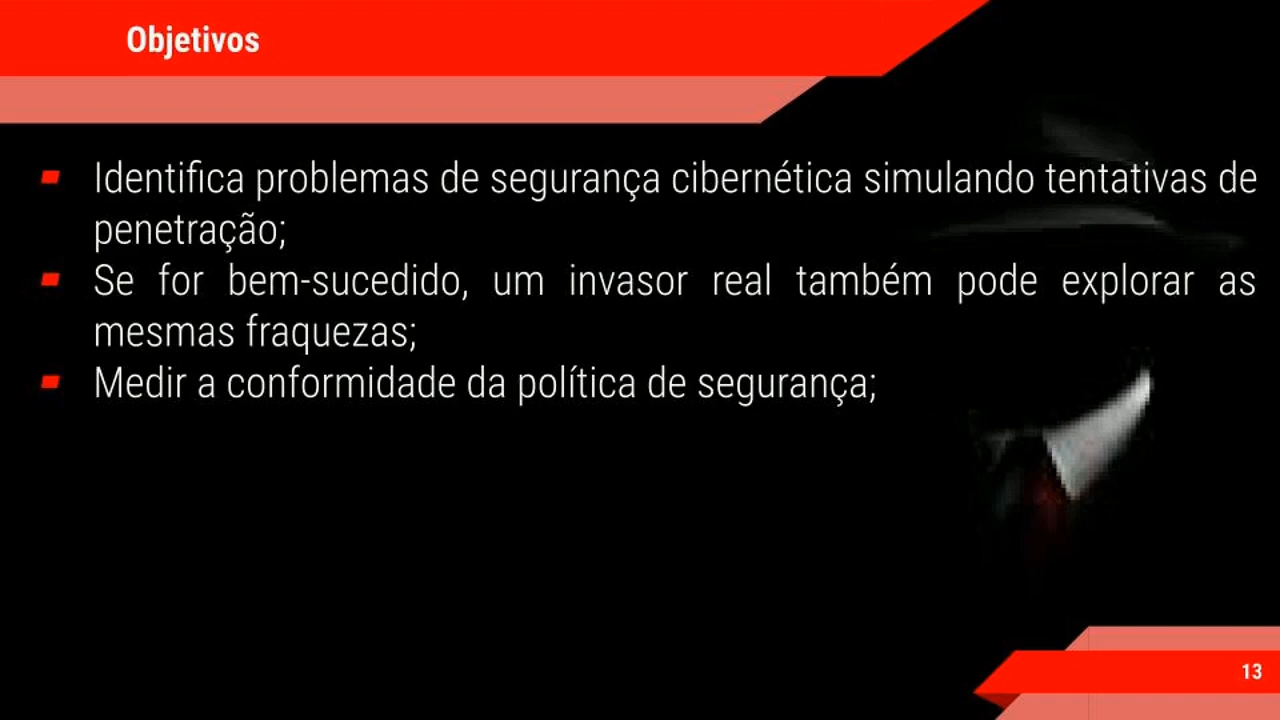 Objetivos
Identifica problemas de segurança cibernética simulando tentativas de
penetração;
Se for bem-sucedido, um invasor real também pode explorar as
mesmas fraquezas;
Medir a conformidade da política de segurança;
13